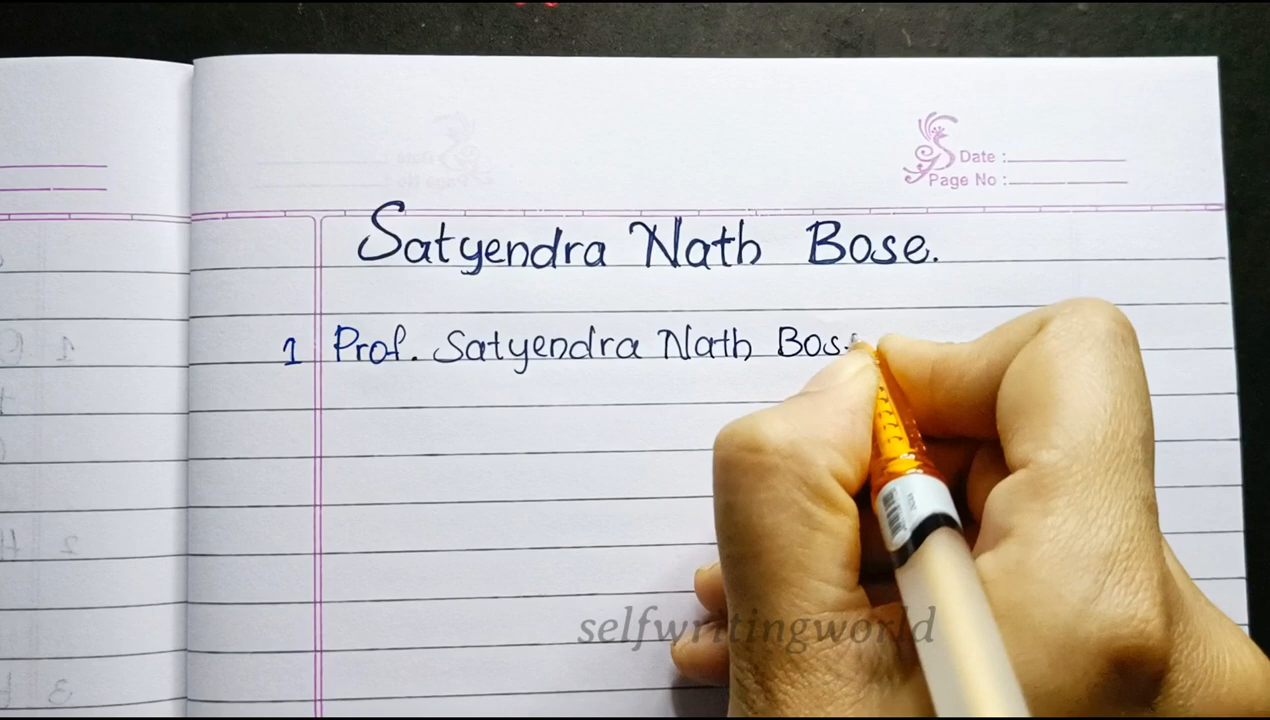 Date :
Page No :
Satyendra Nath Bose.
1 Prof. Satyendra Nath Bos
selfwritingworld